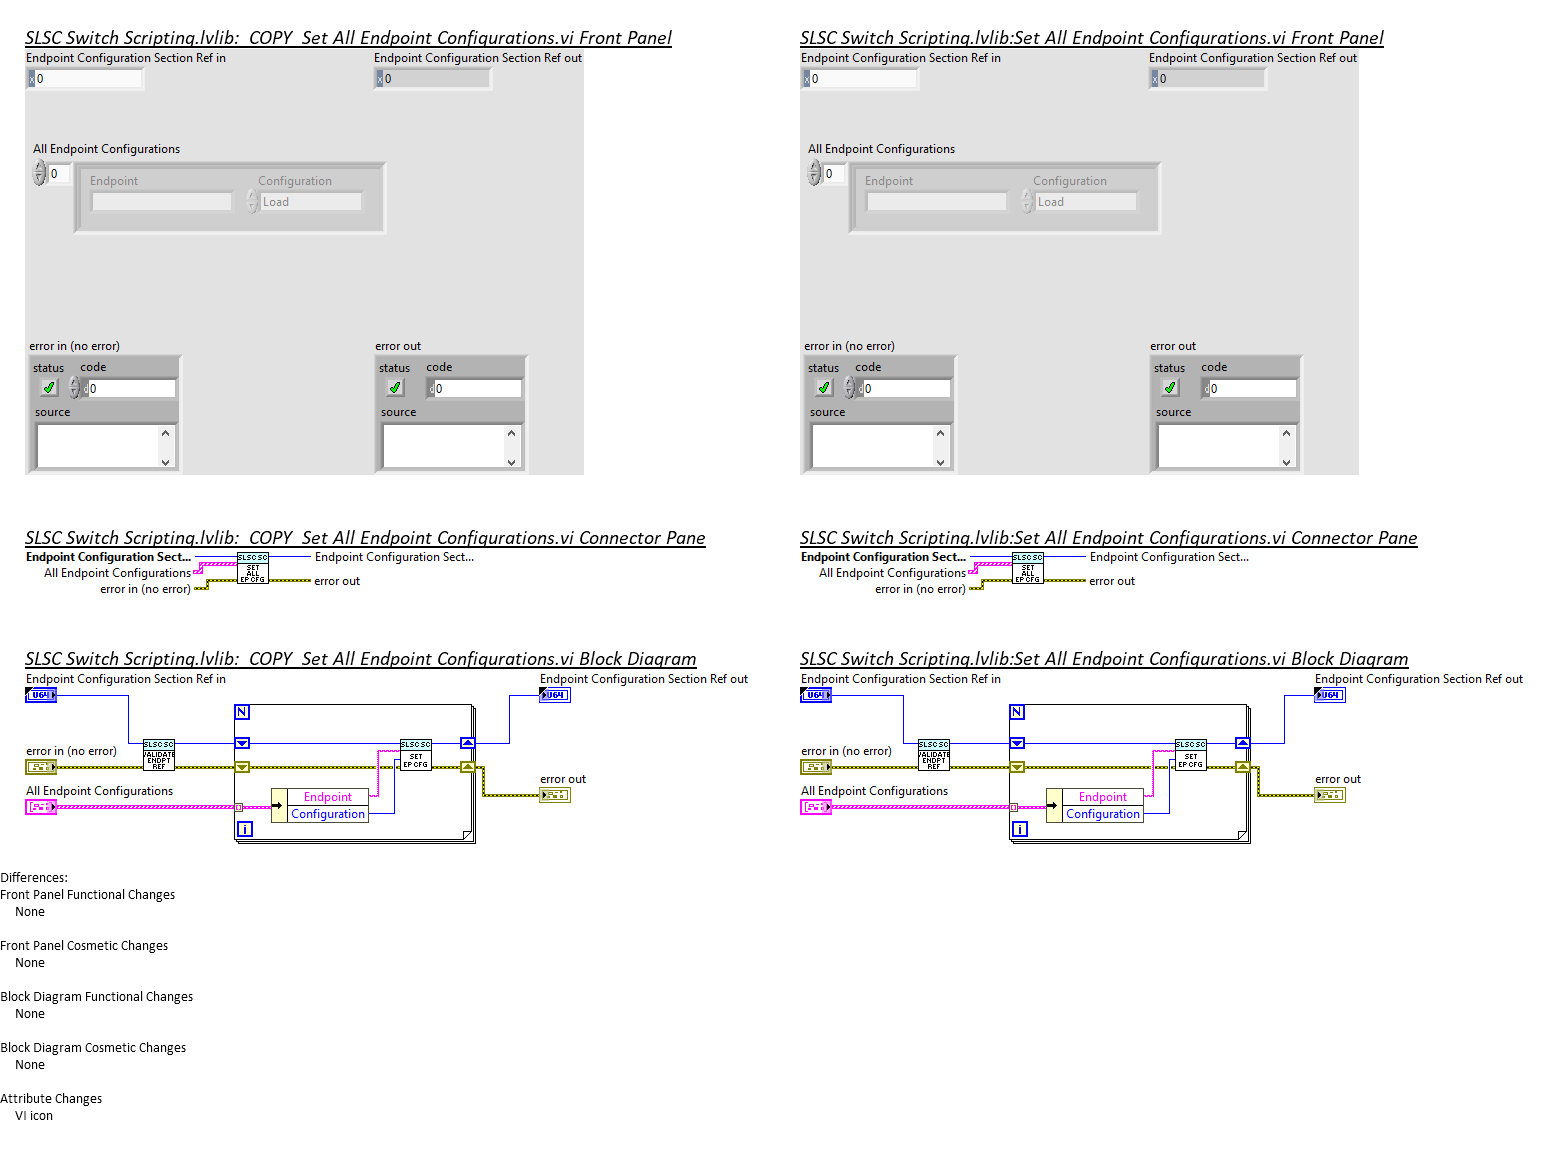 SLSC Switch Scripting.lvlib:_COPY_Set All Endpoint Configurations.vi Front Panel
Endpoint Configuration Section Ref in
Endpoint Configuration Section Ref out
x 0
x 0
All Endpoint Configurations
0
Endpoint
Configuration
Load
error in (no error)
error out
status
code
status
code
d 0
d 0
source
source
SLSC Switch Scripting.lvlib:Set All Endpoint Configurations.vi Front Panel
Endpoint Configuration Section Ref in
Endpoint Configuration Section Ref out
x 0
x 0
All Endpoint Configurations
0
Endpoint
Configuration
Load
error in (no error)
error out
status
code
status
code
d 0
d 0
source
source
SLSC Switch Scripting.lvlib:_COPY_Set All Endpoint Configurations.vi Connector Pane
Endpoint Configuration Sect...
All Endpoint Configurations
error in (no error)
SLSC SC
SET
ALL
EP CFG
Endpoint Configuration Sect...
error out
SLSC Switch Scripting.lvlib:Set All Endpoint Configurations.vi Connector Pane
Endpoint Configuration Sect...
All Endpoint Configurations
error in (no error)
SLSC SC
SET
ALL
EP CFG
Endpoint Configuration Sect...
error out
SLSC Switch Scripting.lvlib:_COPY_Set All Endpoint Configurations.vi Block Diagram
Endpoint Configuration Section Ref in
U64
Endpoint Configuration Section Ref out
U64
N
error in (no error)
SLSC SC
VALIDATE
ENDPT
REF
SLSC SC
SET
EP CFG
error out
All Endpoint Configurations
Endpoint
Configuration
i
SLSC Switch Scripting.lvlib:Set All Endpoint Configurations.vi Block Diagram
Endpoint Configuration Section Ref in
U64
Endpoint Configuration Section Ref out
U64
N
error in (no error)
SLSC SC
VALIDATE
ENDPT
REF
SLSC SC
SET
EP CFG
error out
All Endpoint Configurations
Endpoint
Configuration
i
Differences:
Front Panel Functional Changes
None
Front Panel Cosmetic Changes
None
Block Diagram Functional Changes
None
Block Diagram Cosmetic Changes
None
Attribute Changes
VI icon